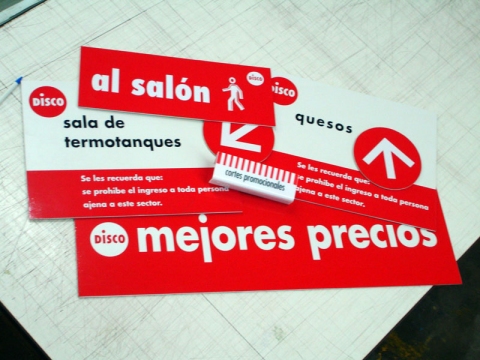 al salón
DISCO
DISCO
sala de
termotanques
Se les recuerda que:
se prohibe el ingreso a toda persona
ajena a este sector.
DISCO
quesos
Se les recuerda que:
se prohibe el ingreso a toda persona
ajena a este sector.
cortes promocionales
DISCO
mejores precios